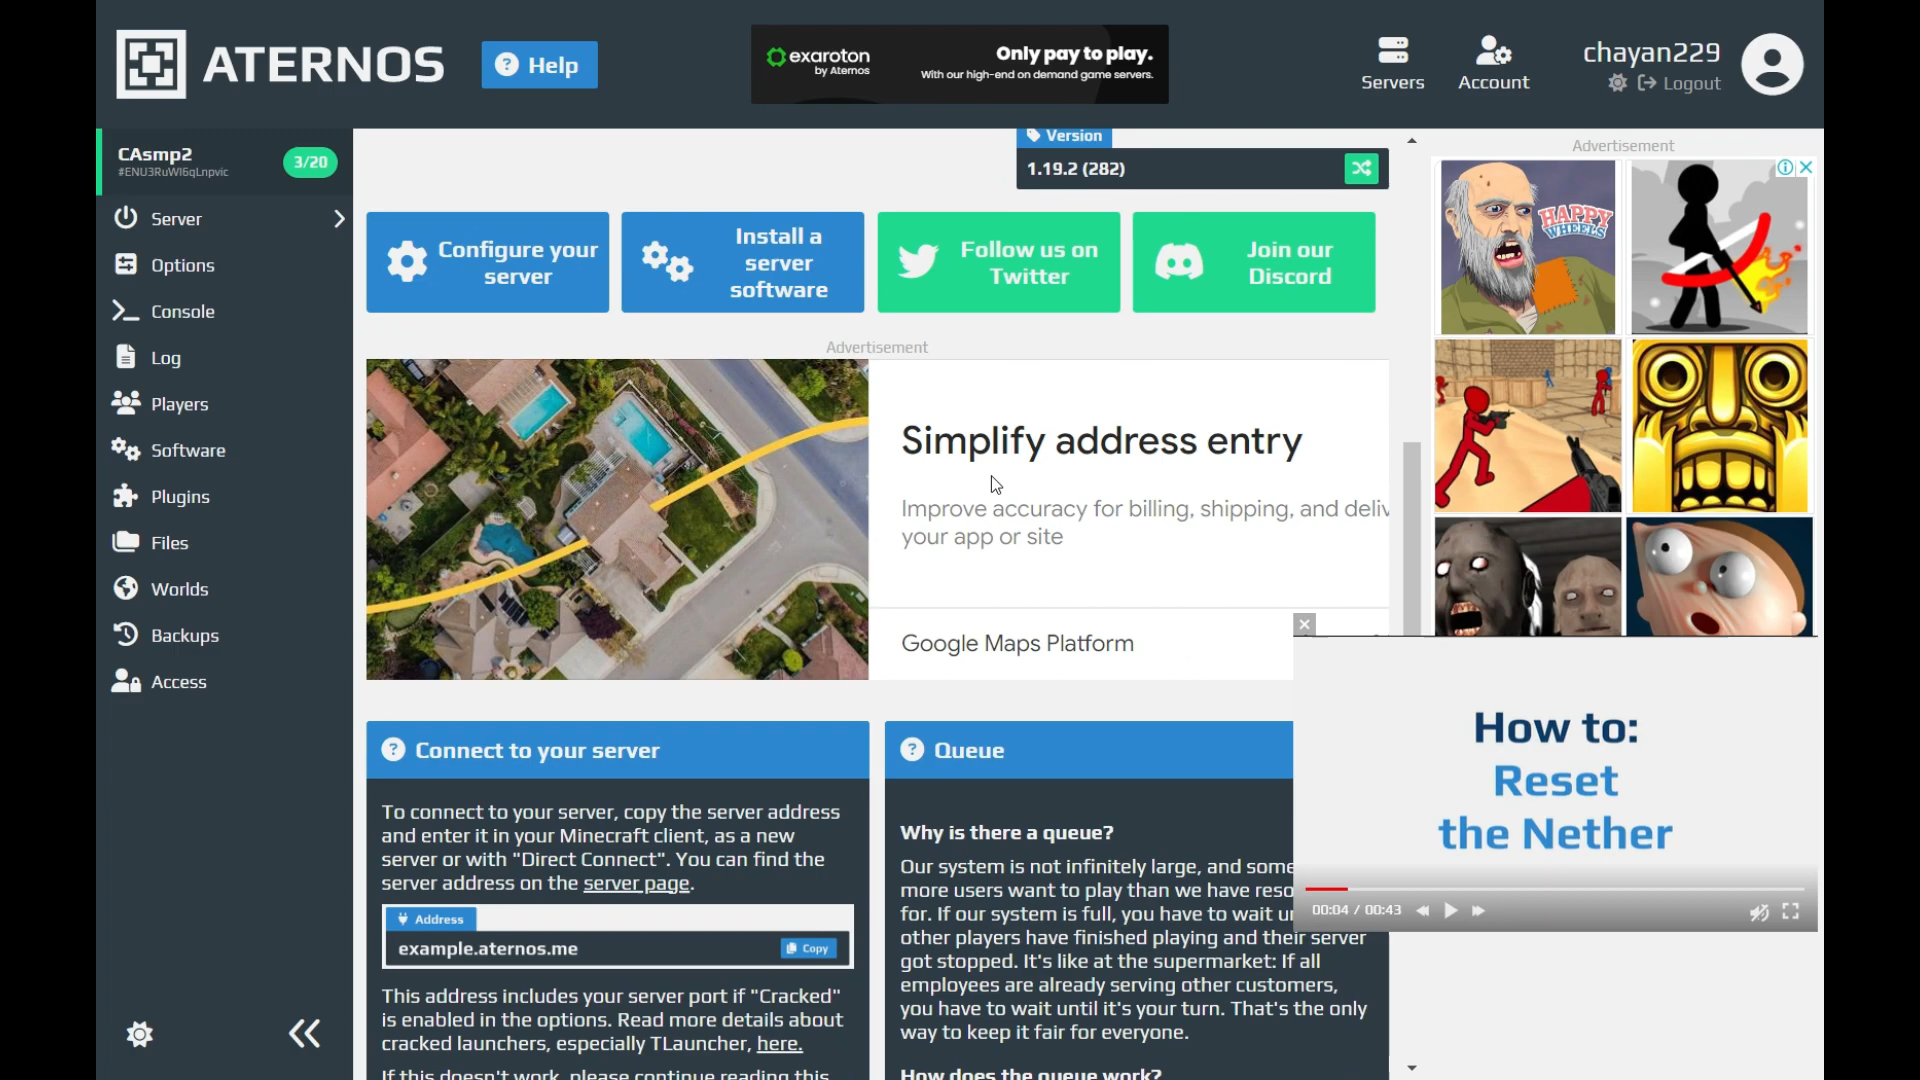 ATERNOS
Help
exaroton
by Aternos
Only pay to play.
With our high-end on demand game servers.
Servers
Account
chayan229
Logout
CAsmp2
3/20
Server
Options
Console
Log
Players
Software
Plugins
Files
Worlds
Backups
Access
Version
1.19.2 (282)
Configure your
server
Install a
server
software
Follow us on
Twitter
Join our
Discord
Advertisement
Simplify address entry
Improve accuracy for billing, shipping, and
your app or site
Google Maps Platform
Advertisement
HAPPY
WHEELS
Connect to your server
To connect to your server, copy the server address
and enter it in your Minecraft client, as a new
server or with "Direct Connect". You can find the
server address on the server page.
Address
example.aternos.me
Copy
This address includes your server port if "Cracked"
is enabled in the options. Read more details about
cracked launchers, especially TLauncher, here.
If this doesn't work, please continue reading this
Queue
Why is there a queue?
Our system is not infinitely large, and some
more users want to play than we have
for. If our system is full, you have to wait
other players have finished playing and their server
got stopped. It's like at the supermarket: If all
employees are already serving other customers,
you have to wait until it's your turn. That's the only
way to keep it fair for everyone.
How does the queue work?
How to:
Reset
the Nether
00:04 / 00:43